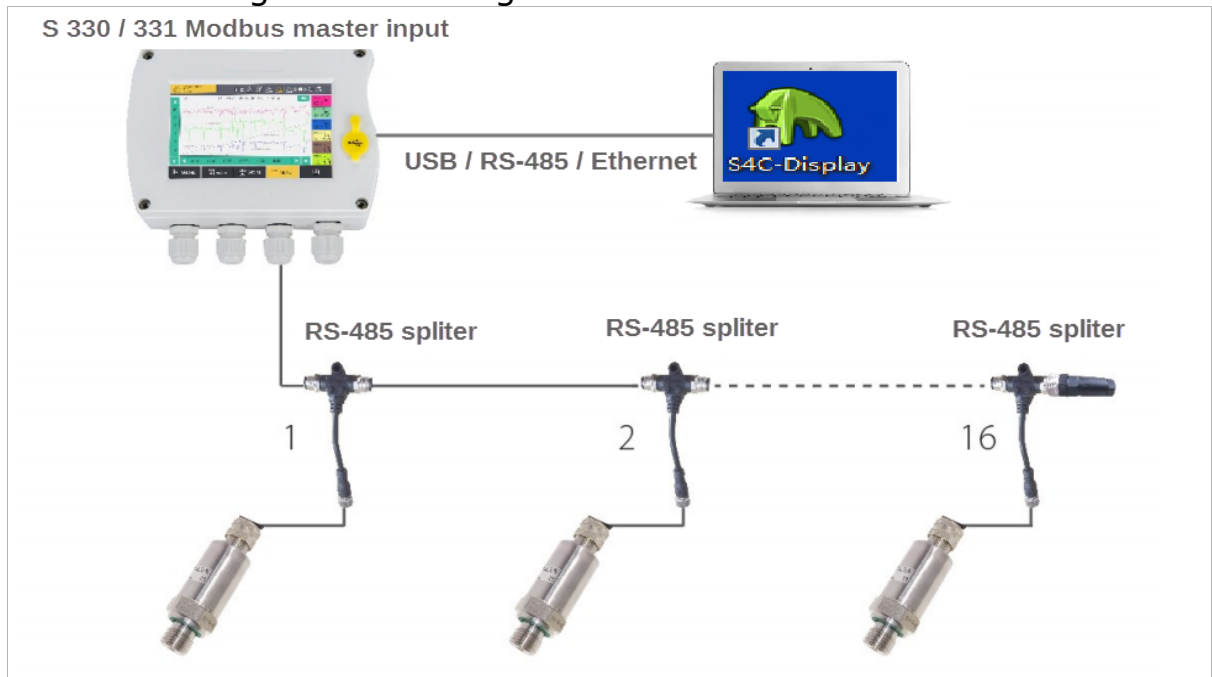 S 330 / 331 Modbus master input
USB / RS-485 / Ethernet
S4C-Display
RS-485 spliter
RS-485 spliter
RS-485 spliter
1
2
16